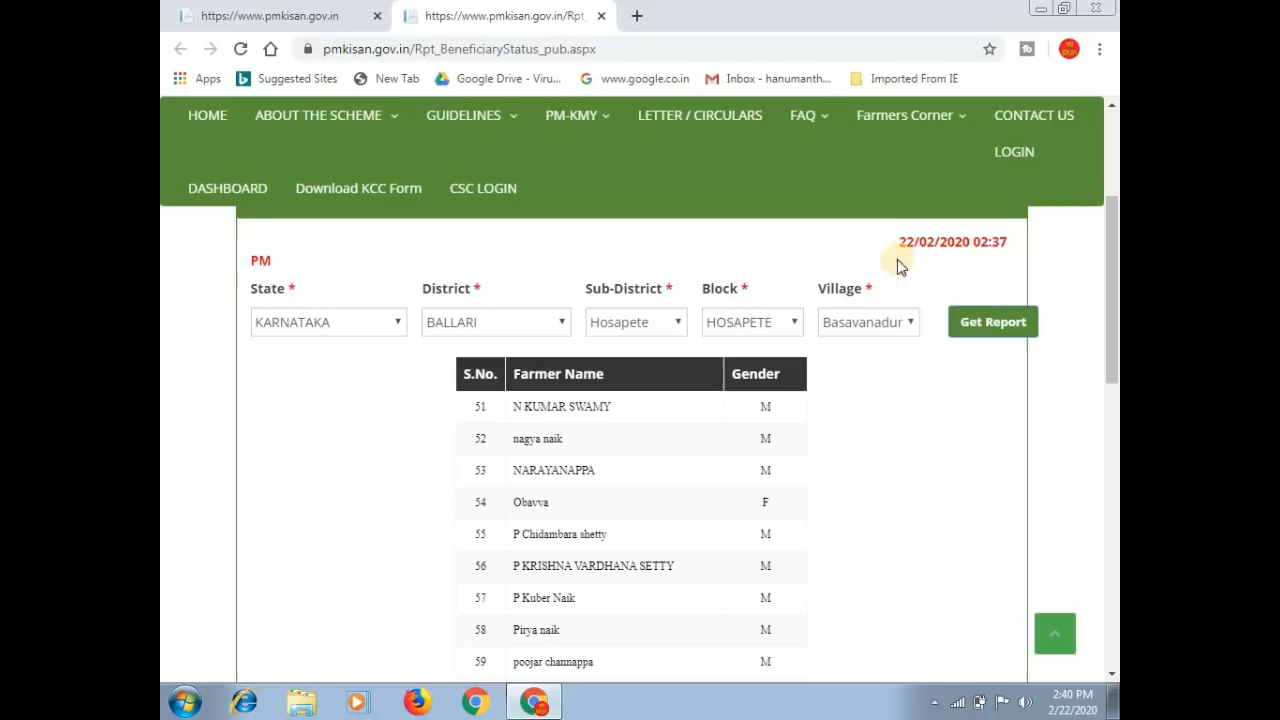 https://www.pmkisan.gov.in
https://www.pmkisan.gov.in/Rpt_
pmkisan.gov.in/Rpt_BeneficiaryStatus_pub.aspx
Apps Suggested Sites New Tab Google Drive - Viru... www.google.co.in Inbox - hanumanth... Imported From IE
HOME ABOUT THE SCHEME GUIDELINES PM-KMY LETTER / CIRCULARS FAQ Farmers Corner CONTACT US
LOGIN
DASHBOARD Download KCC Form CSC LOGIN
22/02/2020 02:37
PM
State * District * Sub-District * Block * Village *
KARNATAKA BALLARI Hosapete HOSAPETE Basavanadur Get Report
S.No. Farmer Name Gender
51 N KUMAR SWAMY M
52 nagya naik M
53 NARAYANAPPA M
54 Obavva F
55 P Chidambara shetty M
56 P KRISHNA VARDHANA SETTY M
57 P Kuber Naik M
58 Pirya naik M
59 poojar channappa M
2:40 PM
2/22/2020